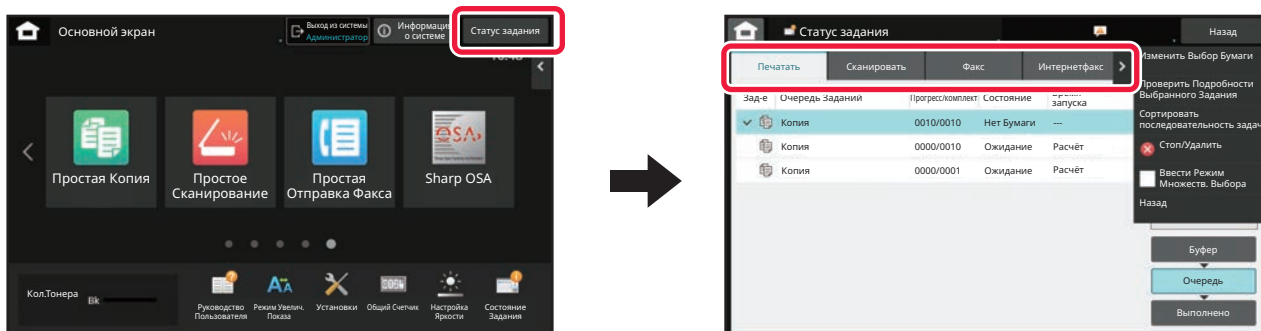 Основной экран
Выход из системы
Администратор
Информация
о системе
Статус задания
Простая Копия
Простое
Сканирование
Простая
Отправка Факса
Sharp OSA
OSA
Кол.Тонера
Bk
Руководство
Пользователя
Режим Увелич.
Показа
Установки
Общий Счетчик
Настройка
Яркости
Состояние
Задания
Статус задания
Назад
Печатать
Сканировать
Факс
Интернетфакс
Изменить Выбор Бумаги
Проверить Подробности
Выбранного Задания
Сортировать
последовательность задач
Стоп/Удалить
Ввести Режим
Множеств. Выбора
Назад
Зад-е Очередь Заданий Прогресс/комплект Состояние Время
запуска
Копия 0010/0010 Нет Бумаги ---
Копия 0000/0010 Ожидание Расчёт
Копия 0000/0001 Ожидание Расчёт
Буфер
Очередь
Выполнено